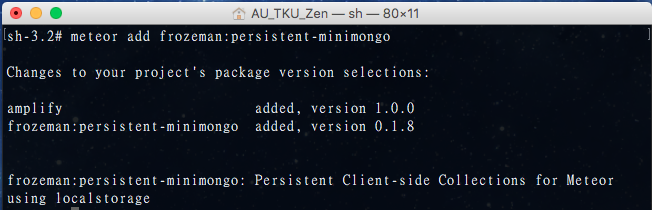 AU_TKU_Zen — sh — 80×11
[sh-3.2# meteor add frozeman:persistent-minimongo ]
Changes to your project's package version selections:
amplify added, version 1.0.0
frozeman:persistent-minimongo added, version 0.1.8
frozeman:persistent-minimongo: Persistent Client-side Collections for Meteor
using localstorage